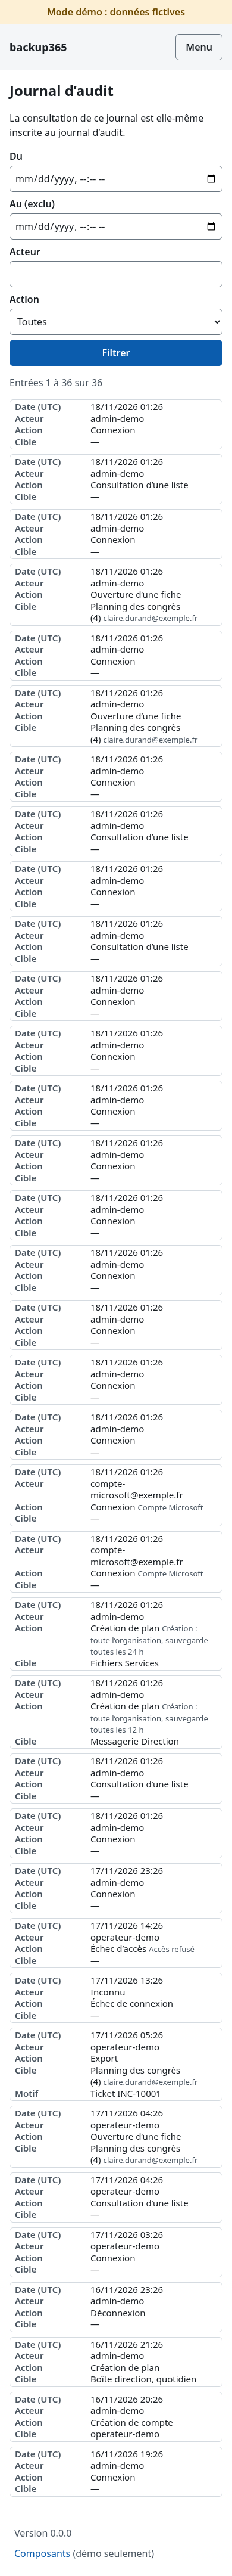 Mode démo : données fictives
backup365
Menu
Journal d’audit
La consultation de ce journal est elle-même
inscrite au journal d’audit.
Du
mm/dd/yyyy, --:-- --
Au (exclu)
mm/dd/yyyy, --:-- --
Acteur
Action
Toutes
Filtrer
Entrées 1 à 36 sur 36
Date (UTC) 18/11/2026 01:26
Acteur admin-demo
Action Connexion
Cible —
Date (UTC) 18/11/2026 01:26
Acteur admin-demo
Action Consultation d’une liste
Cible —
Date (UTC) 18/11/2026 01:26
Acteur admin-demo
Action Connexion
Cible —
Date (UTC) 18/11/2026 01:26
Acteur admin-demo
Action Ouverture d’une fiche
Cible Planning des congrès
(4) claire.durand@exemple.fr
Date (UTC) 18/11/2026 01:26
Acteur admin-demo
Action Connexion
Cible —
Date (UTC) 18/11/2026 01:26
Acteur admin-demo
Action Ouverture d’une fiche
Cible Planning des congrès
(4) claire.durand@exemple.fr
Date (UTC) 18/11/2026 01:26
Acteur admin-demo
Action Connexion
Cible —
Date (UTC) 18/11/2026 01:26
Acteur admin-demo
Action Consultation d’une liste
Cible —
Date (UTC) 18/11/2026 01:26
Acteur admin-demo
Action Connexion
Cible —
Date (UTC) 18/11/2026 01:26
Acteur admin-demo
Action Consultation d’une liste
Cible —
Date (UTC) 18/11/2026 01:26
Acteur admin-demo
Action Connexion
Cible —
Date (UTC) 18/11/2026 01:26
Acteur admin-demo
Action Connexion
Cible —
Date (UTC) 18/11/2026 01:26
Acteur admin-demo
Action Connexion
Cible —
Date (UTC) 18/11/2026 01:26
Acteur admin-demo
Action Connexion
Cible —
Date (UTC) 18/11/2026 01:26
Acteur admin-demo
Action Connexion
Cible —
Date (UTC) 18/11/2026 01:26
Acteur admin-demo
Action Connexion
Cible —
Date (UTC) 18/11/2026 01:26
Acteur admin-demo
Action Connexion
Cible —
Date (UTC) 18/11/2026 01:26
Acteur admin-demo
Action Connexion
Cible —
Date (UTC) 18/11/2026 01:26
Acteur admin-demo
Action Connexion
Cible —
Date (UTC) 18/11/2026 01:26
Acteur compte-
microsoft@exemple.fr
Action Connexion Compte Microsoft
Cible —
Date (UTC) 18/11/2026 01:26
Acteur compte-
microsoft@exemple.fr
Action Connexion Compte Microsoft
Cible —
Date (UTC) 18/11/2026 01:26
Acteur admin-demo
Action Création de plan Création :
toute l’organisation, sauvegarde
toutes les 24 h
Cible Fichiers Services
Date (UTC) 18/11/2026 01:26
Acteur admin-demo
Action Création de plan Création :
toute l’organisation, sauvegarde
toutes les 12 h
Cible Messagerie Direction
Date (UTC) 18/11/2026 01:26
Acteur admin-demo
Action Consultation d’une liste
Cible —
Date (UTC) 18/11/2026 01:26
Acteur admin-demo
Action Connexion
Cible —
Date (UTC) 17/11/2026 23:26
Acteur admin-demo
Action Connexion
Cible —
Date (UTC) 17/11/2026 14:26
Acteur operateur-demo
Action Échec d’accès Accès refusé
Cible —
Date (UTC) 17/11/2026 13:26
Acteur Inconnu
Action Échec de connexion
Cible —
Date (UTC) 17/11/2026 05:26
Acteur operateur-demo
Action Export
Cible Planning des congrès
(4) claire.durand@exemple.fr
Motif Ticket INC-10001
Date (UTC) 17/11/2026 04:26
Acteur operateur-demo
Action Ouverture d’une fiche
Cible Planning des congrès
(4) claire.durand@exemple.fr
Date (UTC) 17/11/2026 04:26
Acteur operateur-demo
Action Consultation d’une liste
Cible —
Date (UTC) 17/11/2026 03:26
Acteur operateur-demo
Action Connexion
Cible —
Date (UTC) 16/11/2026 23:26
Acteur admin-demo
Action Déconnexion
Cible —
Date (UTC) 16/11/2026 21:26
Acteur admin-demo
Action Création de plan
Cible Boîte direction, quotidien
Date (UTC) 16/11/2026 20:26
Acteur admin-demo
Action Création de compte
Cible operateur-demo
Date (UTC) 16/11/2026 19:26
Acteur admin-demo
Action Connexion
Cible —
Version 0.0.0
Composants (démo seulement)